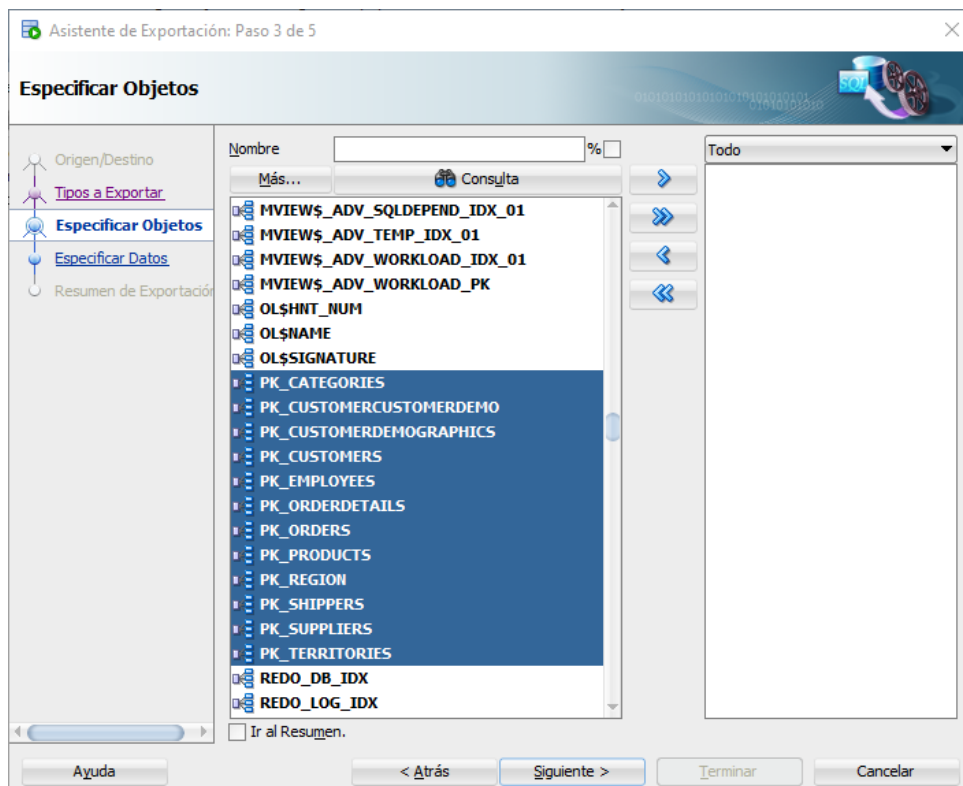 Asistente de Exportación: Paso 3 de 5
Especificar Objetos
SQL
0101010101010101010101010101
01010101010
Origen/Destino
Tipos a Exportar
Especificar Objetos
Especificar Datos
Resumen de Exportación
Nombre
%
Más...
Consulta
MVIEW$_ADV_SQLDEPEND_IDX_01
MVIEW$_ADV_TEMP_IDX_01
MVIEW$_ADV_WORKLOAD_IDX_01
MVIEW$_ADV_WORKLOAD_PK
OL$HNT_NUM
OL$NAME
OL$SIGNATURE
PK_CATEGORIES
PK_CUSTOMERCUSTOMERDEMO
PK_CUSTOMERDEMOGRAPHICS
PK_CUSTOMERS
PK_EMPLOYEES
PK_ORDERDETAILS
PK_ORDERS
PK_PRODUCTS
PK_REGION
PK_SHIPPERS
PK_SUPPLIERS
PK_TERRITORIES
REDO_DB_IDX
REDO_LOG_IDX
Ir al Resumen.
Todo
Ayuda
< Atrás
Siguiente >
Terminar
Cancelar